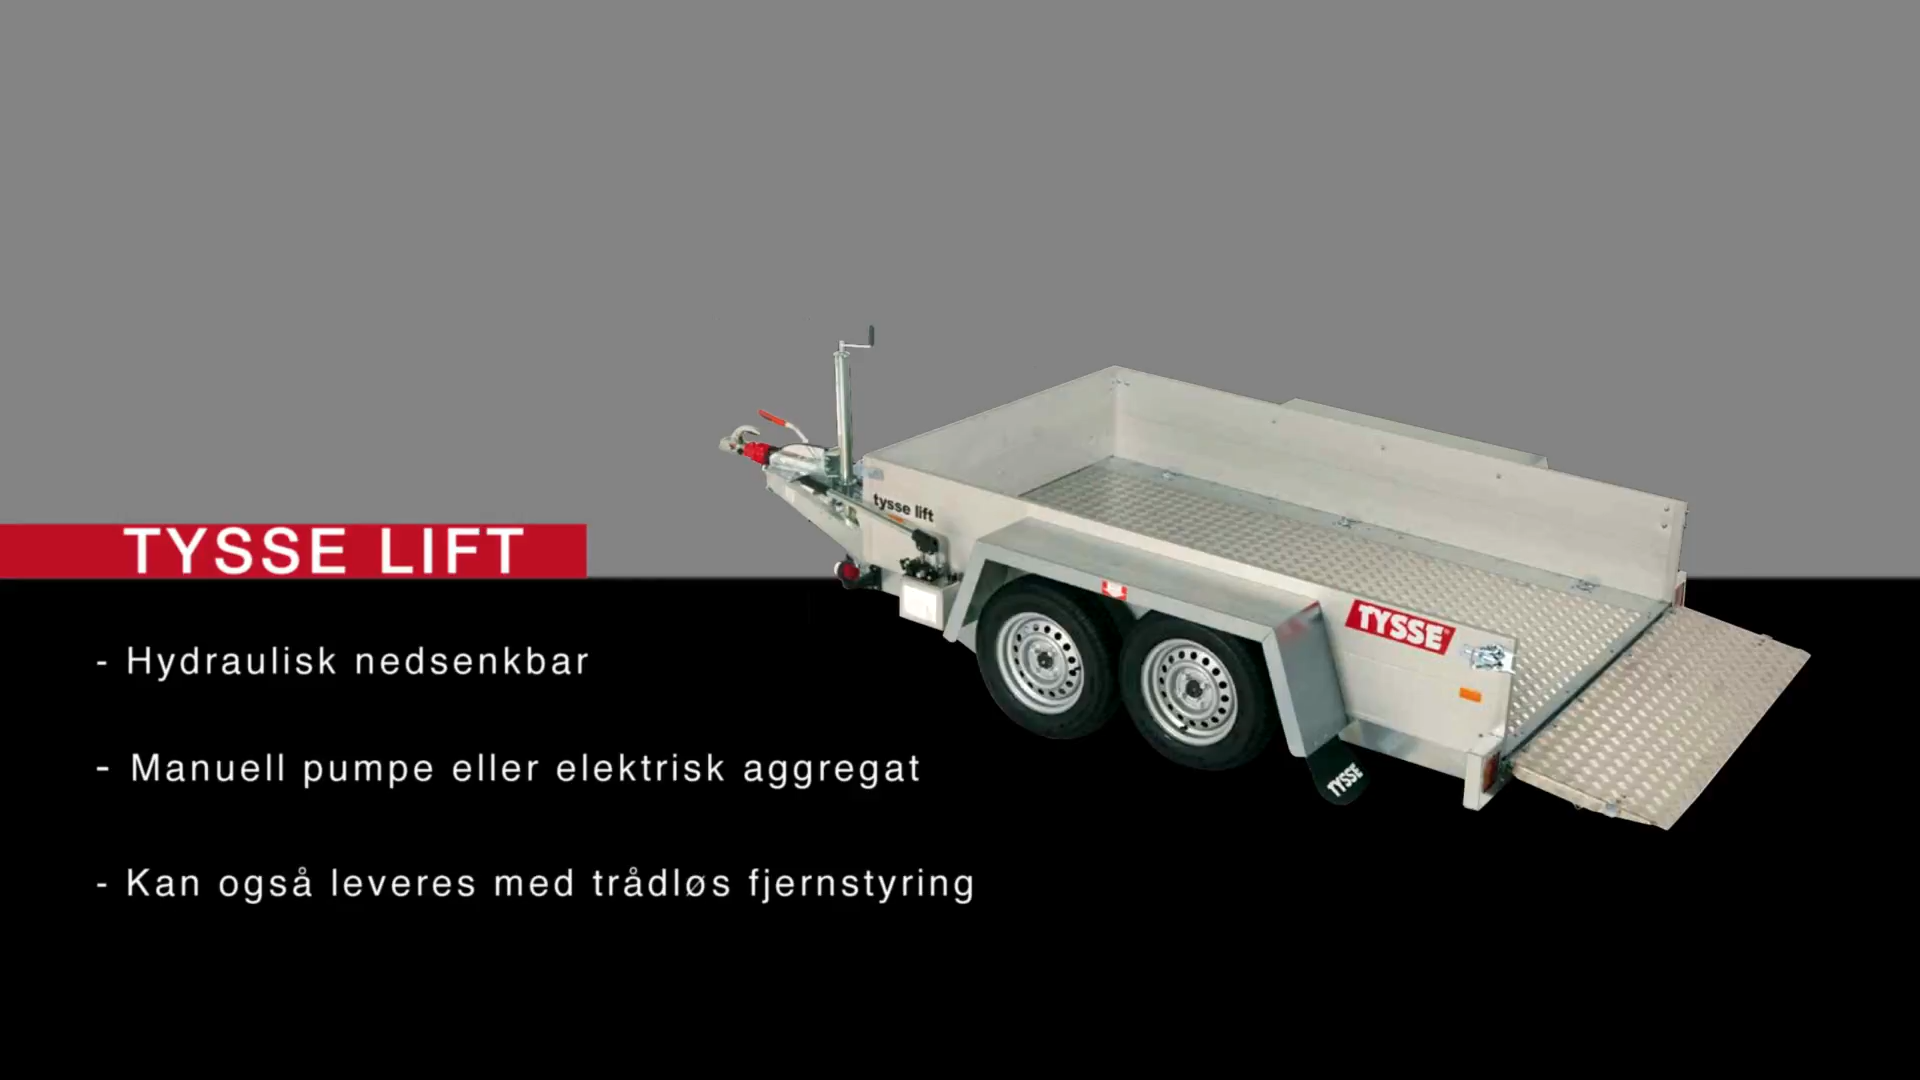 TYSSE LIFT
- Hydraulisk nedsenkbar
- Manuell pumpe eller elektrisk aggregat
- Kan også leveres med trådløs fjernstyring
tysse lift
TYSSE
TYSSE